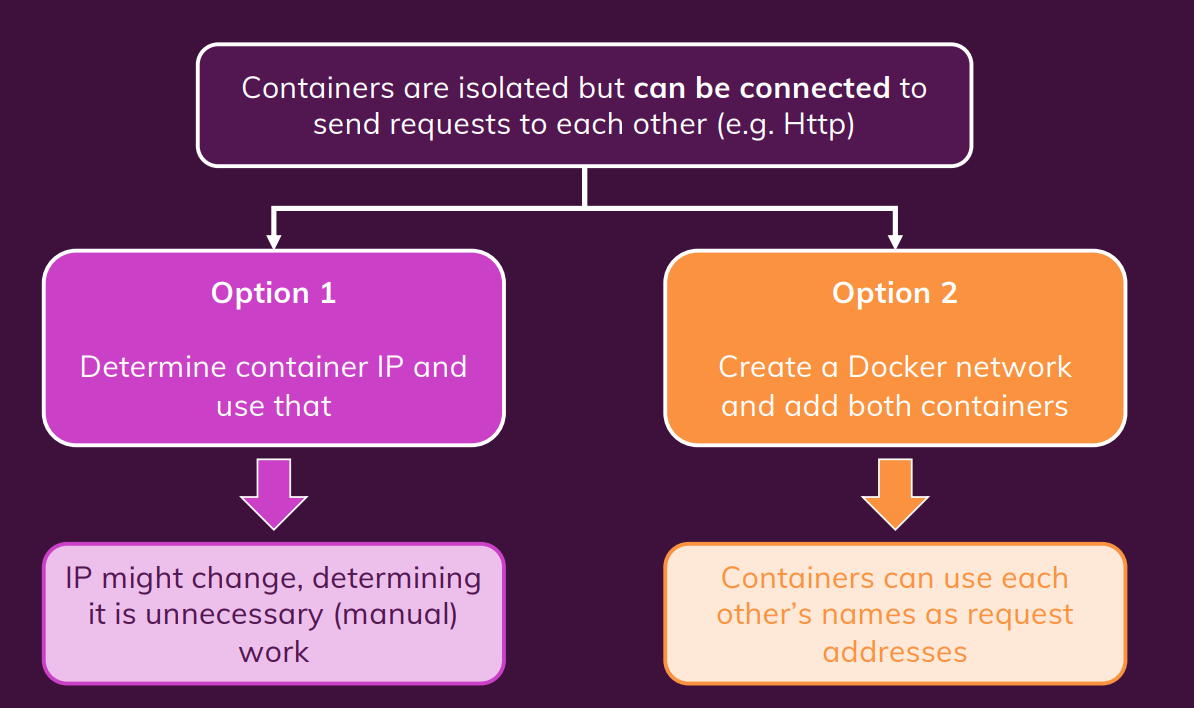 Containers are isolated but can be connected to
send requests to each other (e.g. Http)
Option 1
Determine container IP and
use that
Option 2
Create a Docker network
and add both containers
IP might change, determining
it is unnecessary (manual)
work
Containers can use each
other’s names as request
addresses